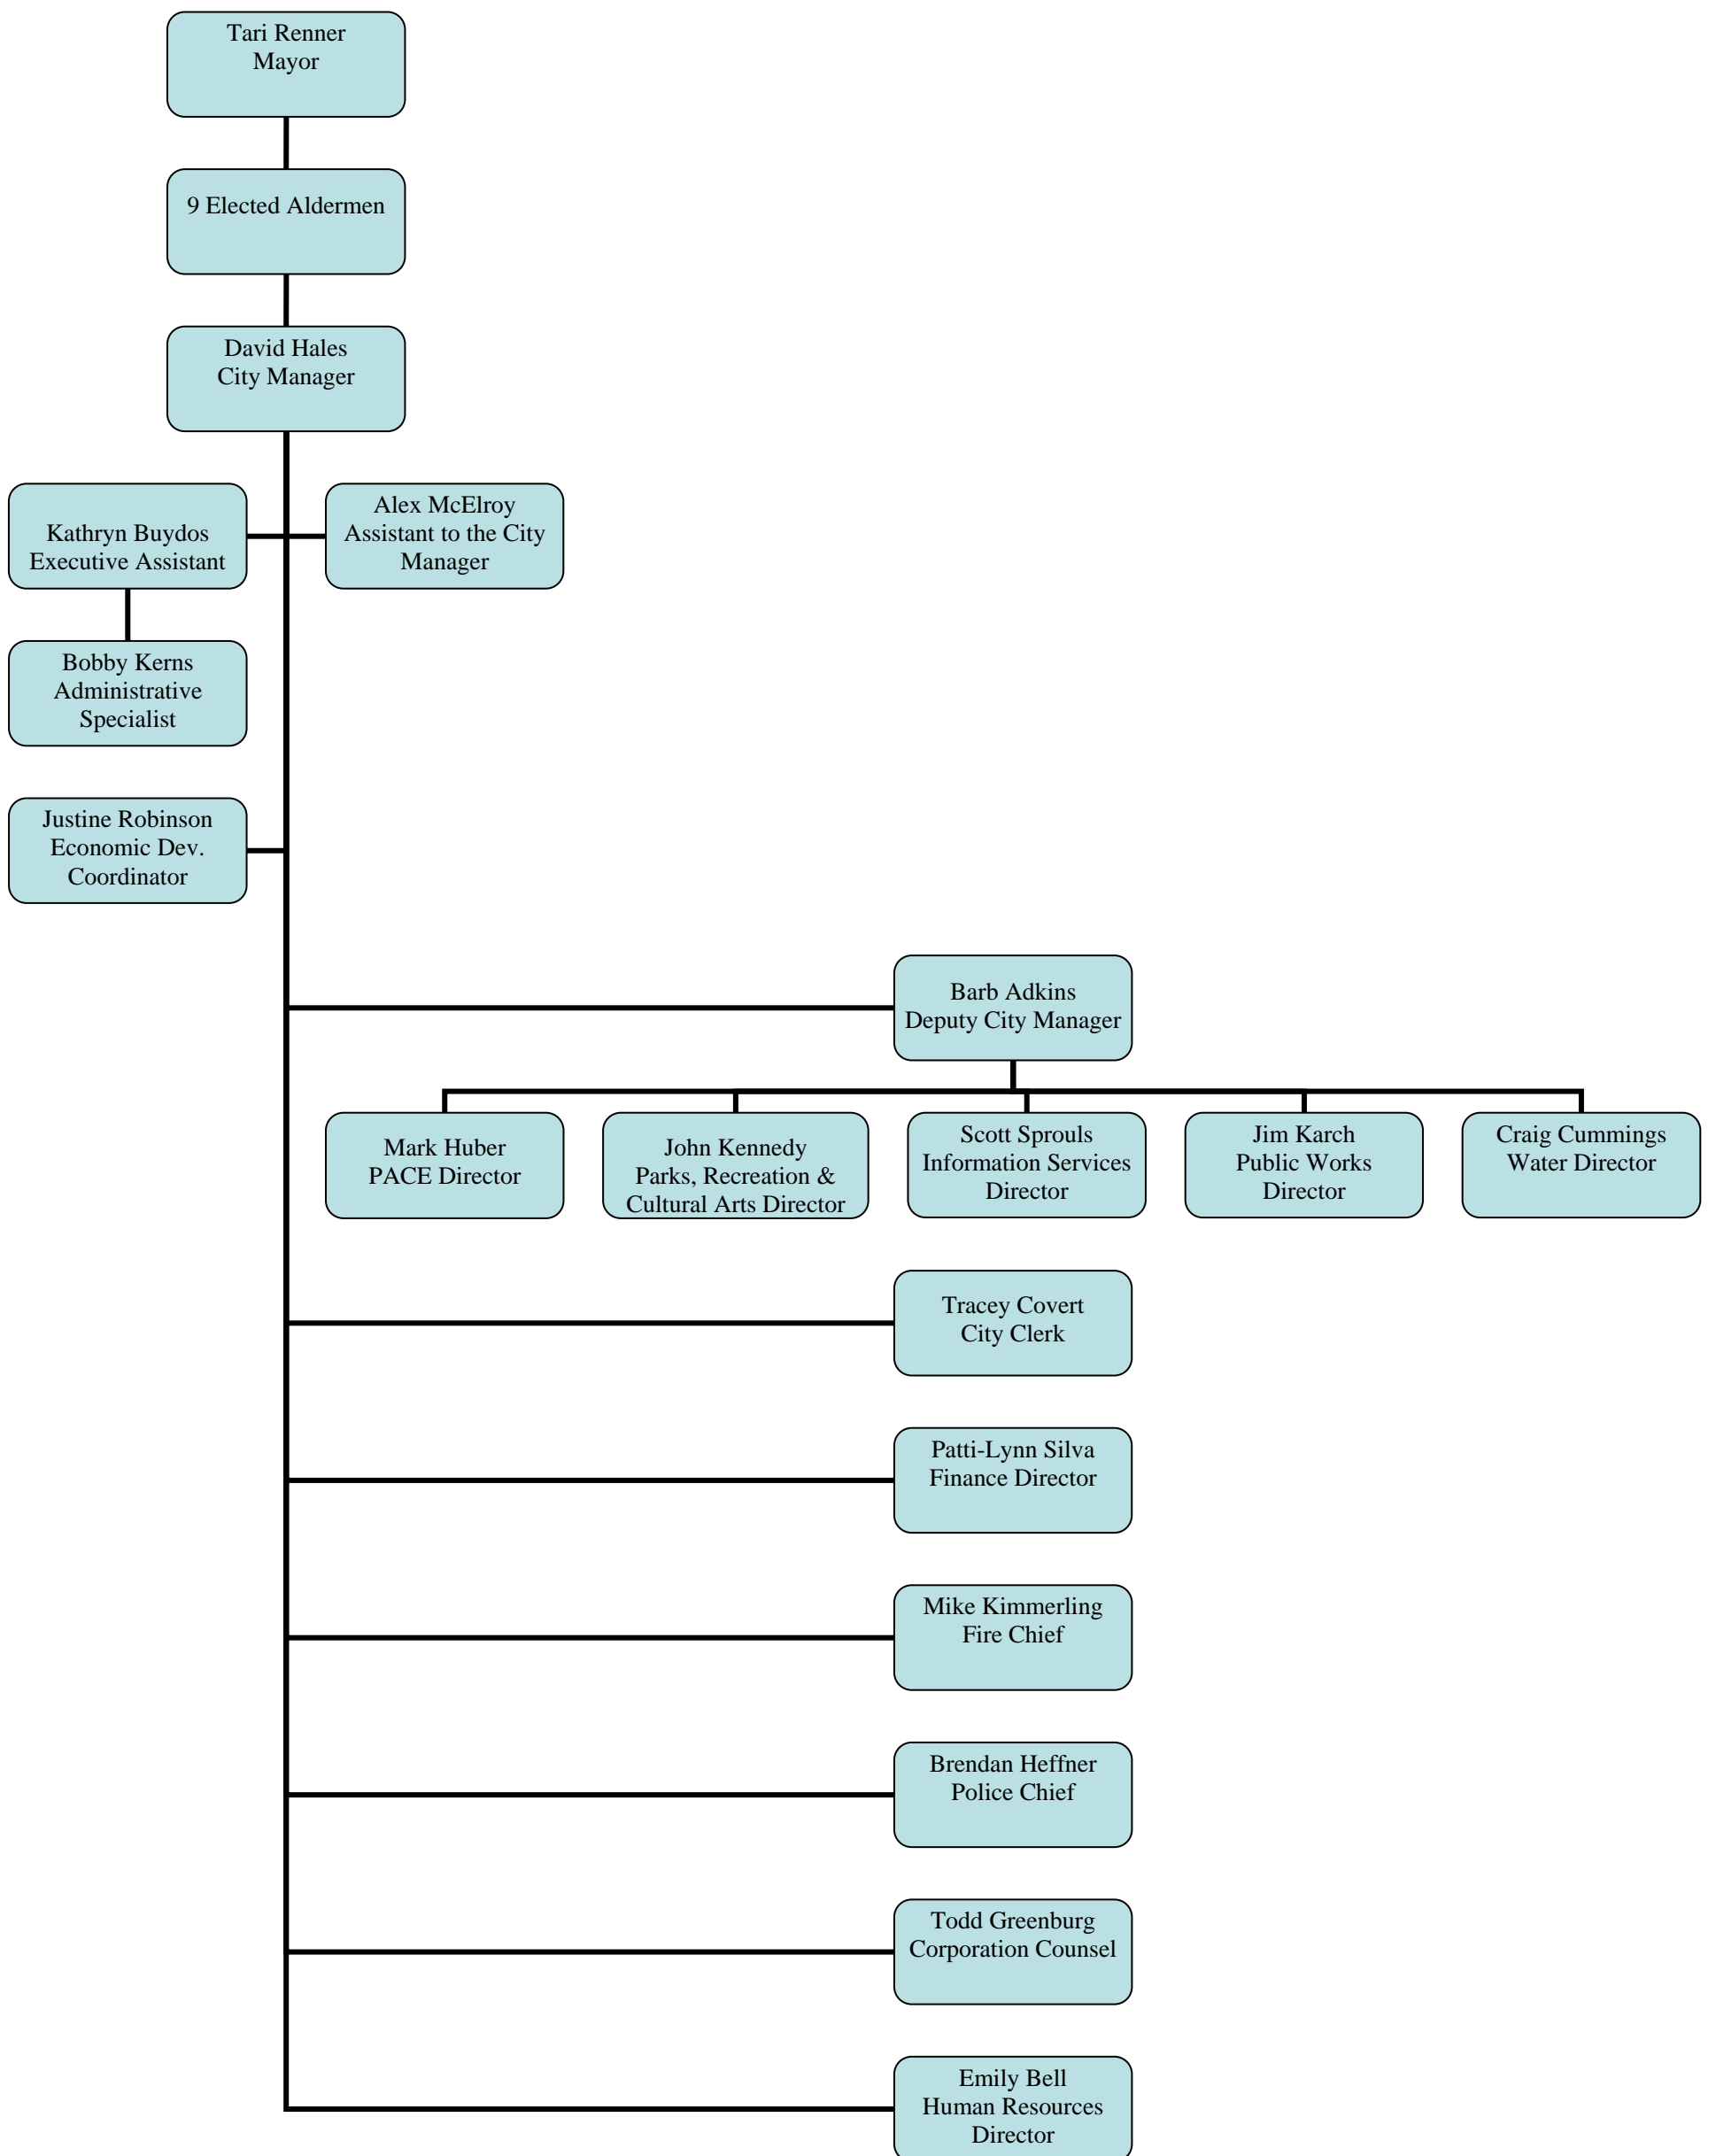 Tari Renner
Mayor
9 Elected Aldermen
David Hales
City Manager
Kathryn Buydos
Executive Assistant
Alex McElroy
Assistant to the City
Manager
Bobby Kerns
Administrative
Specialist
Justine Robinson
Economic Dev.
Coordinator
Barb Adkins
Deputy City Manager
Mark Huber
PACE Director
John Kennedy
Parks, Recreation &
Cultural Arts Director
Scott Sprouls
Information Services
Director
Jim Karch
Public Works
Director
Craig Cummings
Water Director
Tracey Covert
City Clerk
Patti-Lynn Silva
Finance Director
Mike Kimmerling
Fire Chief
Brendan Heffner
Police Chief
Todd Greenburg
Corporation Counsel
Emily Bell
Human Resources
Director